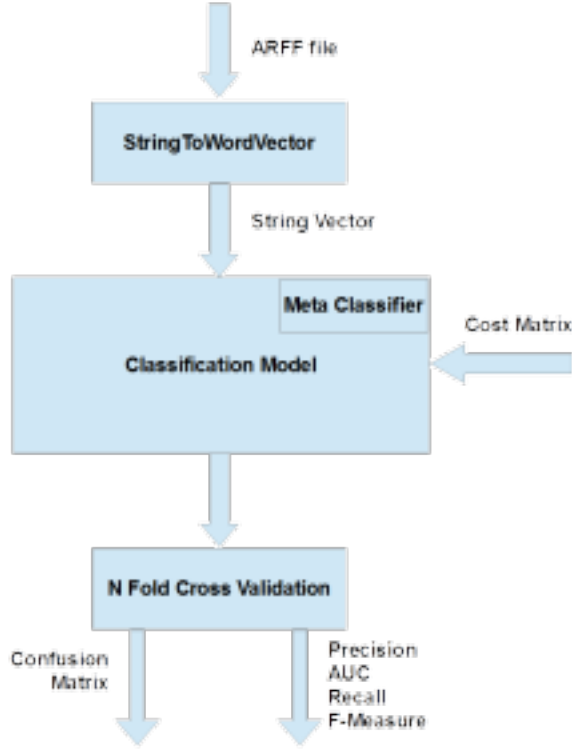 ARFF file
StringToWordVector
String Vector
Meta Classifier
Cost Matrix
Classification Model
N Fold Cross Validation
Confusion
Matrix
Precision
AUC
Recall
F-Measure